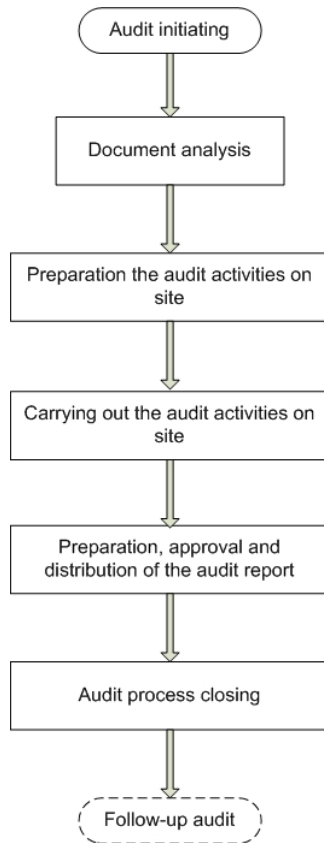 Audit initiating
Document analysis
Preparation the audit activities on
site
Carrying out the audit activities on
site
Preparation, approval and
distribution of the audit report
Audit process closing
Follow-up audit